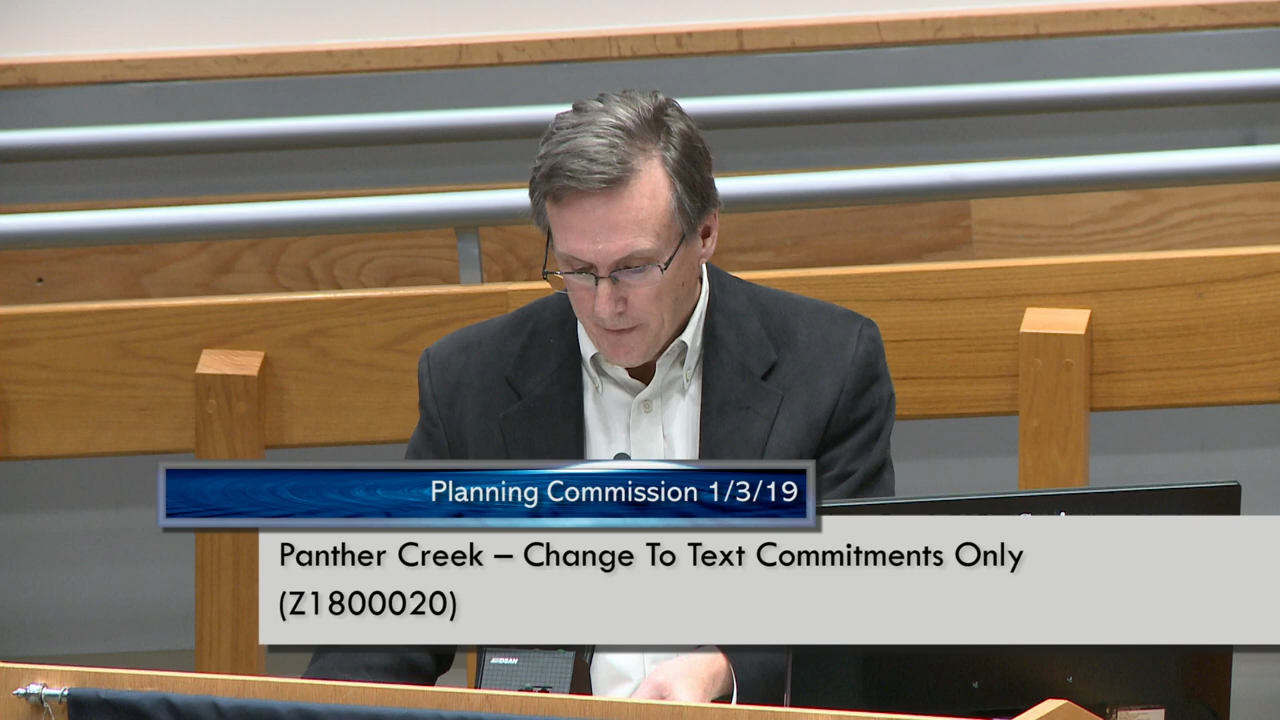 Planning Commission 1/3/19
Panther Creek – Change To Text Commitments Only
(Z1800020)